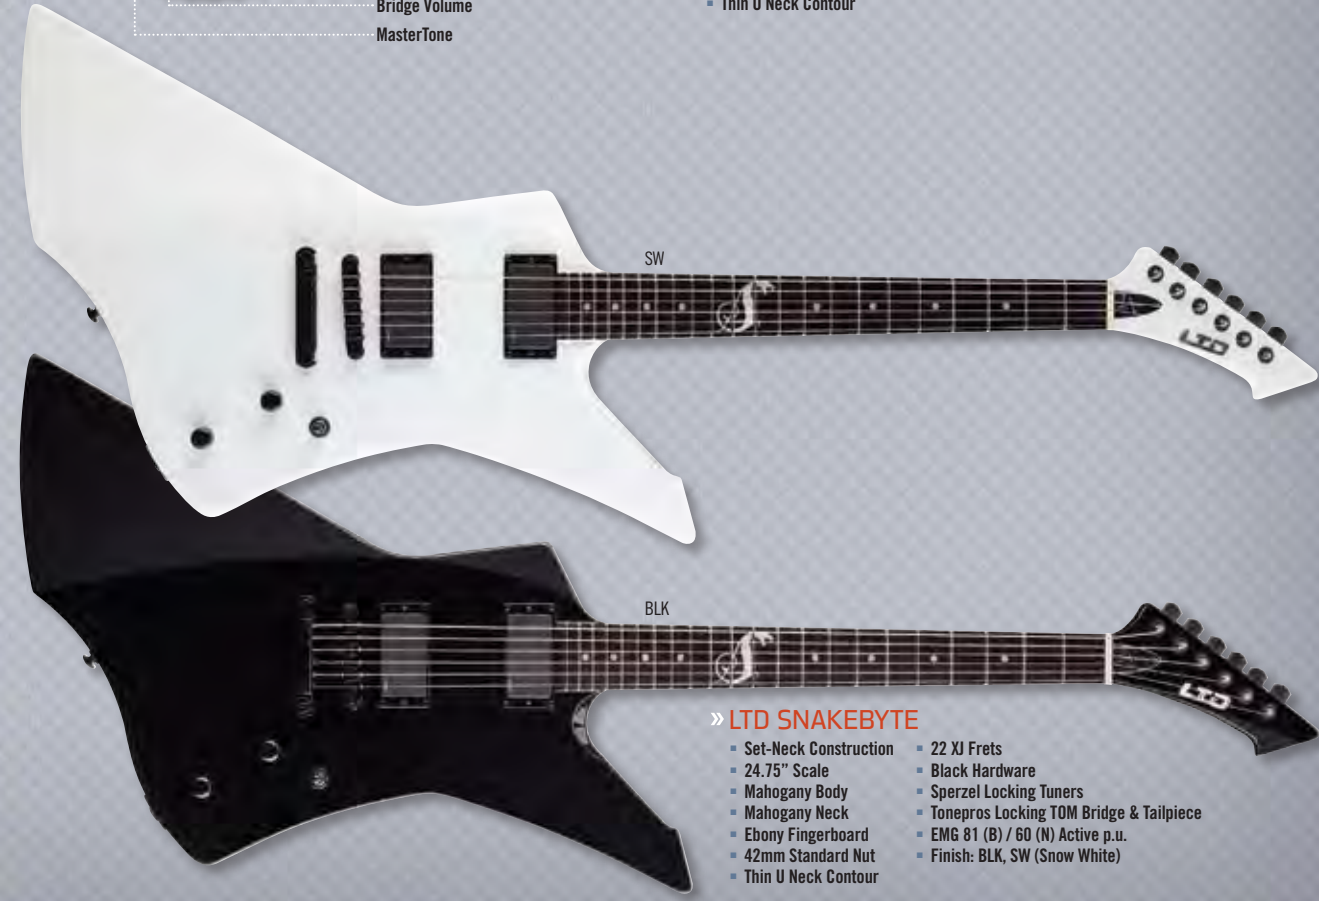 Bridge Volume
Thin U Neck Contour
MasterTone
SW
LTD
BLK
LTD
» LTD SNAKEBYTE
Set-Neck Construction
24.75” Scale
Mahogany Body
Mahogany Neck
Ebony Fingerboard
42mm Standard Nut
Thin U Neck Contour
22 XJ Frets
Black Hardware
Sperzel Locking Tuners
Tonepros Locking TOM Bridge & Tailpiece
EMG 81 (B) / 60 (N) Active p.u.
Finish: BLK, SW (Snow White)